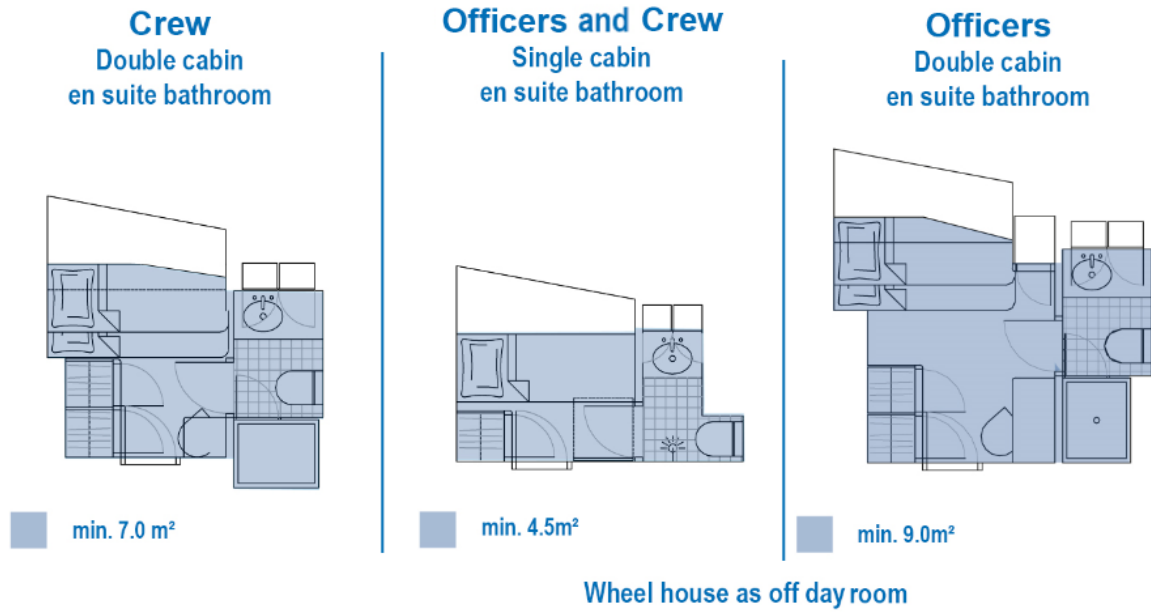 Crew
Double cabin
en suite bathroom
min. 7.0 m²
Officers and Crew
Single cabin
en suite bathroom
min. 4.5m²
Officers
Double cabin
en suite bathroom
min. 9.0m²
Wheel house as off day room